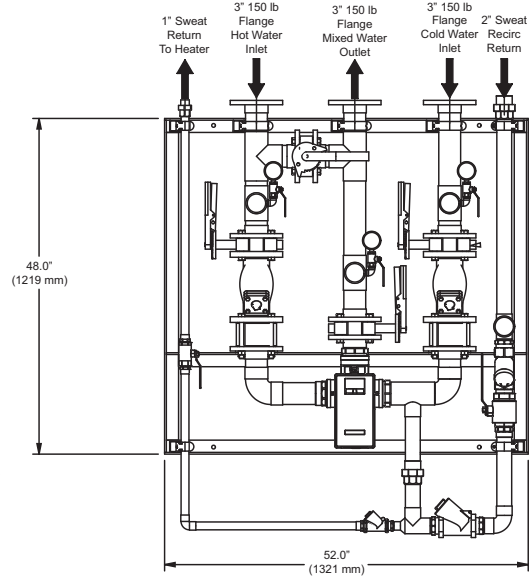 1" Sweat
Return
To Heater
3" 150 lb
Flange
Hot Water
Inlet
3" 150 lb
Flange
Mixed Water
Outlet
3" 150 lb
Flange
Cold Water
Inlet
2" Sweat
Recirc
Return
48.0"
(1219 mm)
52.0"
(1321 mm)